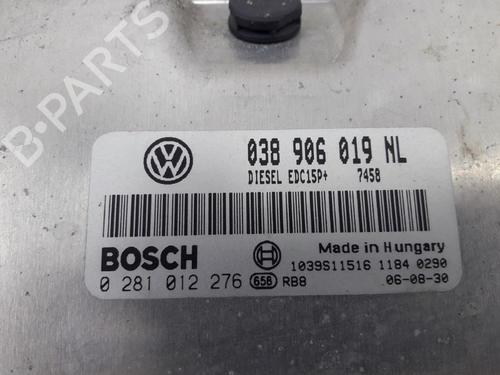 B-PARTS
038 906 019 NL
DIESEL EDC15P+ 7458
BOSCH
Made in Hungary
0 281 012 276 656 RB8
1039S11516 1184 0290
06-08-30